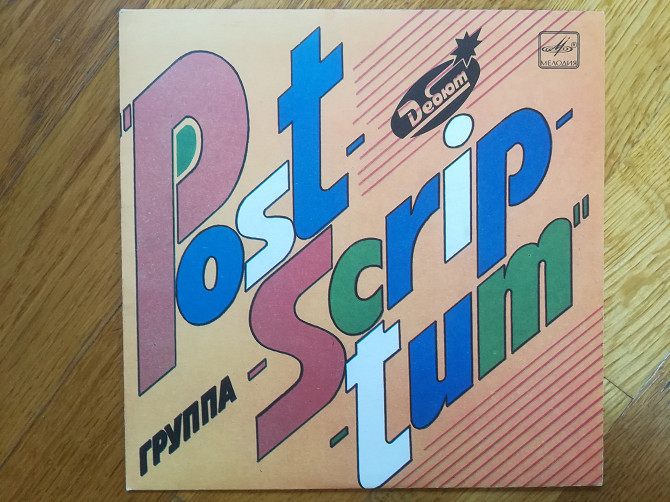 Дебют
МЕЛОДИЯ
"Post-
-Scrip-
-tum"
ГРУППА